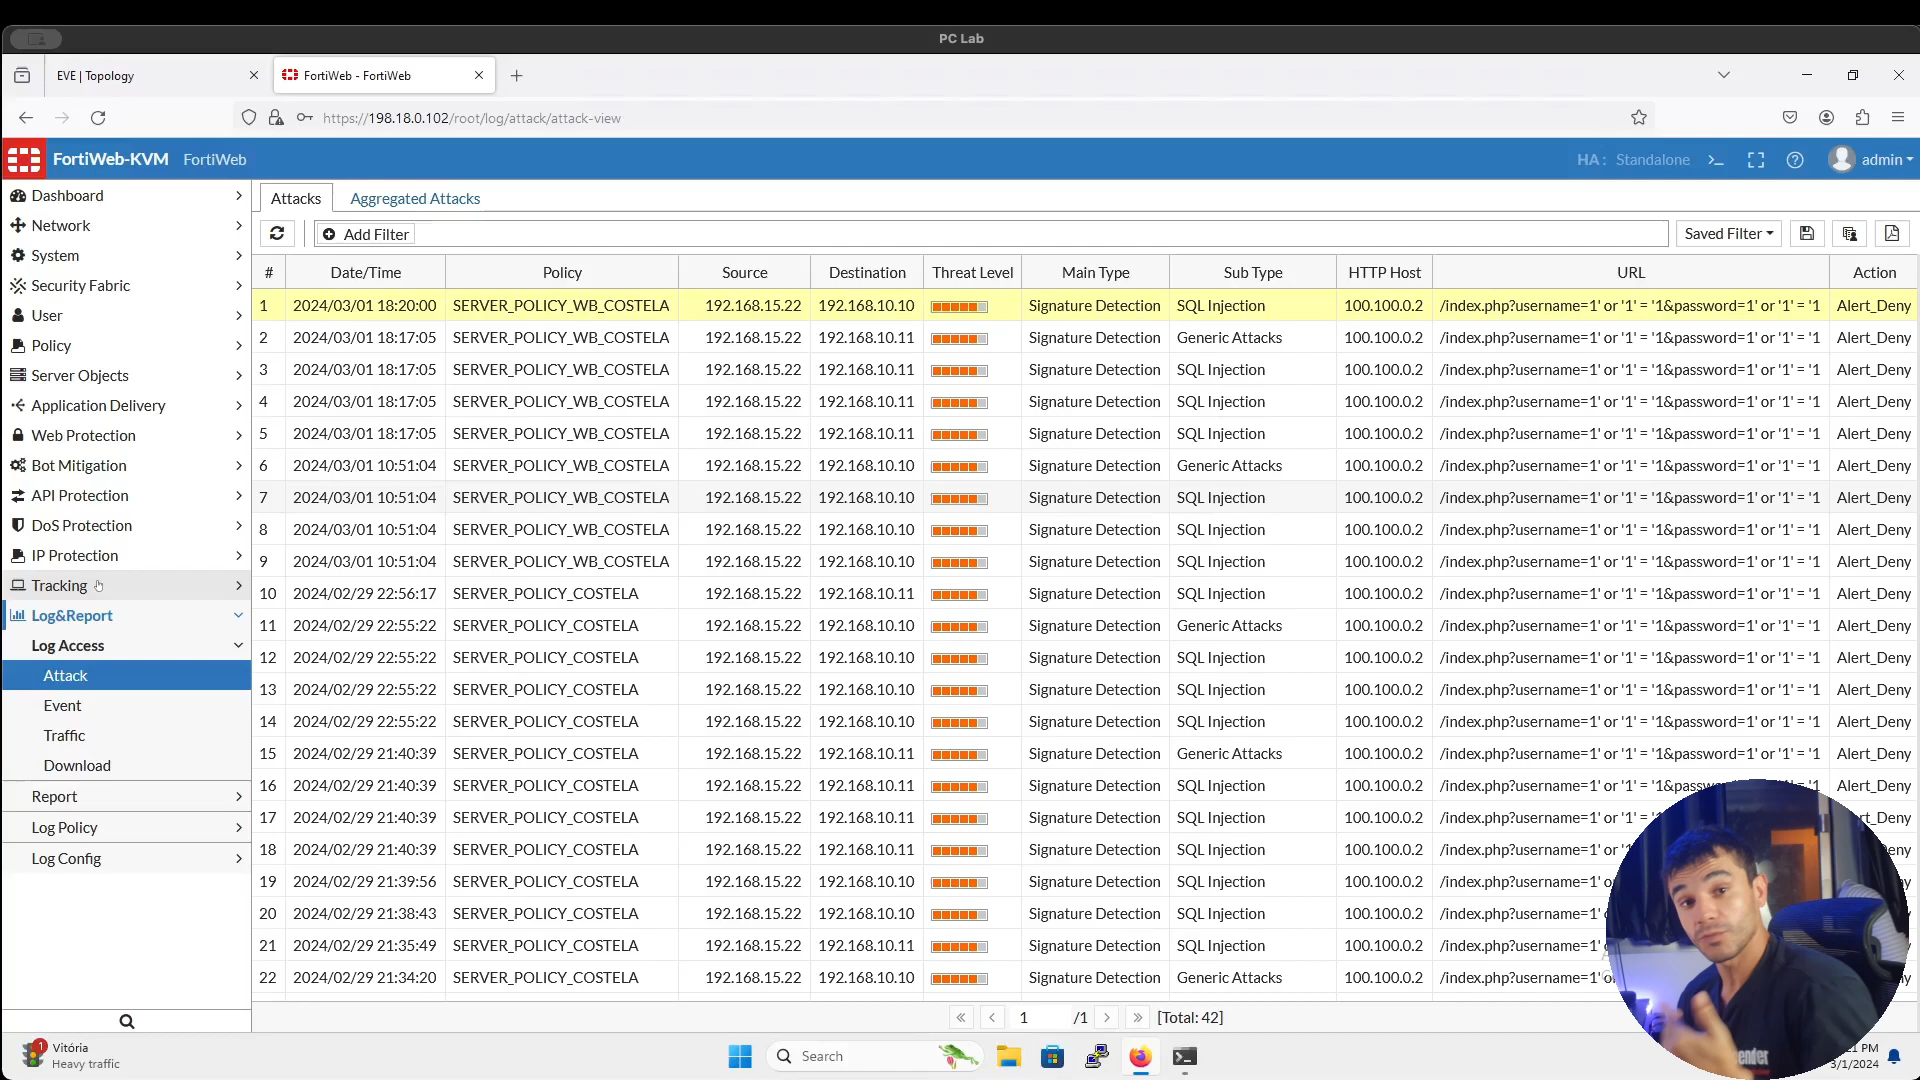 PC Lab
EVE | Topology
FortiWeb - FortiWeb
https://198.18.0.102/root/log/attack/attack-view
FortiWeb-KVM FortiWeb HA: Standalone admin
Dashboard
Network
System
Security Fabric
User
Policy
Server Objects
Application Delivery
Web Protection
Bot Mitigation
API Protection
DoS Protection
IP Protection
Tracking
Log&Report
Log Access
Attack
Event
Traffic
Download
Report
Log Policy
Log Config
Attacks Aggregated Attacks
Add Filter Saved Filter
# Date/Time Policy Source Destination Threat Level Main Type Sub Type HTTP Host URL Action
1 2024/03/01 18:20:00 SERVER_POLICY_WB_COSTELA 192.168.15.22 192.168.10.10 Signature Detection SQL Injection 100.100.0.2 /index.php?username=1' or '1' = '1&password=1' or '1' = '1 Alert_Deny
2 2024/03/01 18:17:05 SERVER_POLICY_WB_COSTELA 192.168.15.22 192.168.10.11 Signature Detection Generic Attacks 100.100.0.2 /index.php?username=1' or '1' = '1&password=1' or '1' = '1 Alert_Deny
3 2024/03/01 18:17:05 SERVER_POLICY_WB_COSTELA 192.168.15.22 192.168.10.11 Signature Detection SQL Injection 100.100.0.2 /index.php?username=1' or '1' = '1&password=1' or '1' = '1 Alert_Deny
4 2024/03/01 18:17:05 SERVER_POLICY_WB_COSTELA 192.168.15.22 192.168.10.11 Signature Detection SQL Injection 100.100.0.2 /index.php?username=1' or '1' = '1&password=1' or '1' = '1 Alert_Deny
5 2024/03/01 18:17:05 SERVER_POLICY_WB_COSTELA 192.168.15.22 192.168.10.11 Signature Detection SQL Injection 100.100.0.2 /index.php?username=1' or '1' = '1&password=1' or '1' = '1 Alert_Deny
6 2024/03/01 10:51:04 SERVER_POLICY_WB_COSTELA 192.168.15.22 192.168.10.10 Signature Detection Generic Attacks 100.100.0.2 /index.php?username=1' or '1' = '1&password=1' or '1' = '1 Alert_Deny
7 2024/03/01 10:51:04 SERVER_POLICY_WB_COSTELA 192.168.15.22 192.168.10.10 Signature Detection SQL Injection 100.100.0.2 /index.php?username=1' or '1' = '1&password=1' or '1' = '1 Alert_Deny
8 2024/03/01 10:51:04 SERVER_POLICY_WB_COSTELA 192.168.15.22 192.168.10.10 Signature Detection SQL Injection 100.100.0.2 /index.php?username=1' or '1' = '1&password=1' or '1' = '1 Alert_Deny
9 2024/03/01 10:51:04 SERVER_POLICY_WB_COSTELA 192.168.15.22 192.168.10.10 Signature Detection SQL Injection 100.100.0.2 /index.php?username=1' or '1' = '1&password=1' or '1' = '1 Alert_Deny
10 2024/02/29 22:56:17 SERVER_POLICY_COSTELA 192.168.15.22 192.168.10.10 Signature Detection SQL Injection 100.100.0.2 /index.php?username=1' or '1' = '1&password=1' or '1' = '1 Alert_Deny
11 2024/02/29 22:55:22 SERVER_POLICY_COSTELA 192.168.15.22 192.168.10.10 Signature Detection Generic Attacks 100.100.0.2 /index.php?username=1' or '1' = '1&password=1' or '1' = '1 Alert_Deny
12 2024/02/29 22:55:22 SERVER_POLICY_COSTELA 192.168.15.22 192.168.10.10 Signature Detection SQL Injection 100.100.0.2 /index.php?username=1' or '1' = '1&password=1' or '1' = '1 Alert_Deny
13 2024/02/29 22:55:22 SERVER_POLICY_COSTELA 192.168.15.22 192.168.10.10 Signature Detection SQL Injection 100.100.0.2 /index.php?username=1' or '1' = '1&password=1' or '1' = '1 Alert_Deny
14 2024/02/29 22:55:22 SERVER_POLICY_COSTELA 192.168.15.22 192.168.10.10 Signature Detection SQL Injection 100.100.0.2 /index.php?username=1' or '1' = '1&password=1' or '1' = '1 Alert_Deny
15 2024/02/29 21:40:39 SERVER_POLICY_COSTELA 192.168.15.22 192.168.10.11 Signature Detection Generic Attacks 100.100.0.2 /index.php?username=1' or '1' = '1&password=1' or '1' = '1 Alert_Deny
16 2024/02/29 21:40:39 SERVER_POLICY_COSTELA 192.168.15.22 192.168.10.11 Signature Detection SQL Injection 100.100.0.2 /index.php?username=1' or '1' = '1&passw Alert_Deny
17 2024/02/29 21:40:39 SERVER_POLICY_COSTELA 192.168.15.22 192.168.10.11 Signature Detection SQL Injection 100.100.0.2 /index.php?username=1' or '1' rt_Deny
18 2024/02/29 21:40:39 SERVER_POLICY_COSTELA 192.168.15.22 192.168.10.11 Signature Detection SQL Injection 100.100.0.2 /index.php?username=1' or '1' Deny
19 2024/02/29 21:39:56 SERVER_POLICY_COSTELA 192.168.15.22 192.168.10.10 Signature Detection SQL Injection 100.100.0.2 /index.php?username=1'
20 2024/02/29 21:38:43 SERVER_POLICY_COSTELA 192.168.15.22 192.168.10.10 Signature Detection SQL Injection 100.100.0.2 /index.php?username=1'
21 2024/02/29 21:35:49 SERVER_POLICY_COSTELA 192.168.15.22 192.168.10.11 Signature Detection SQL Injection 100.100.0.2 /index.php?username=1'
22 2024/02/29 21:34:20 SERVER_POLICY_COSTELA 192.168.15.22 192.168.10.10 Signature Detection Generic Attacks 100.100.0.2 /index.php?username=1'
1 /1 [Total: 42]
1 Vitória
Heavy traffic
Search
PM
3/1/2024